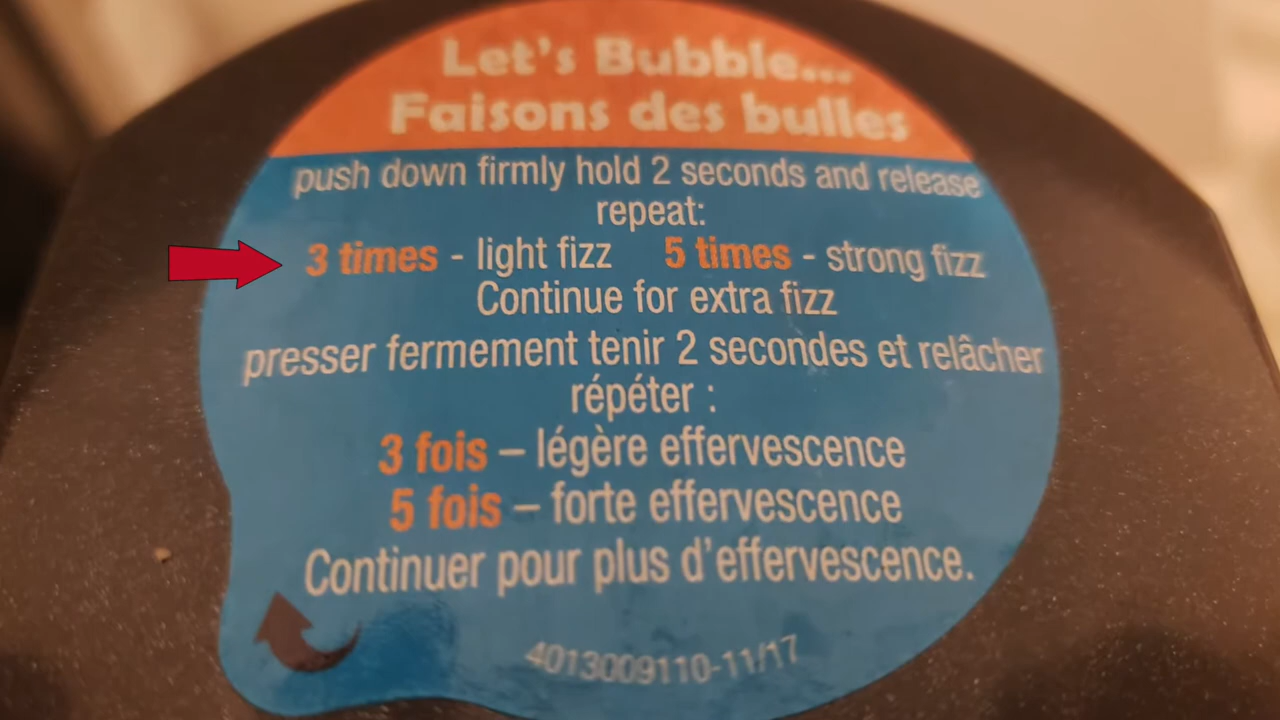 Let's Bubble...
Faisons des bulles
push down firmly hold 2 seconds and release
repeat:
3 times - light fizz 5 times - strong fizz
Continue for extra fizz
presser fermement tenir 2 secondes et relâcher
répéter :
3 fois – légère effervescence
5 fois – forte effervescence
Continuer pour plus d'effervescence.
4013009110-11/17